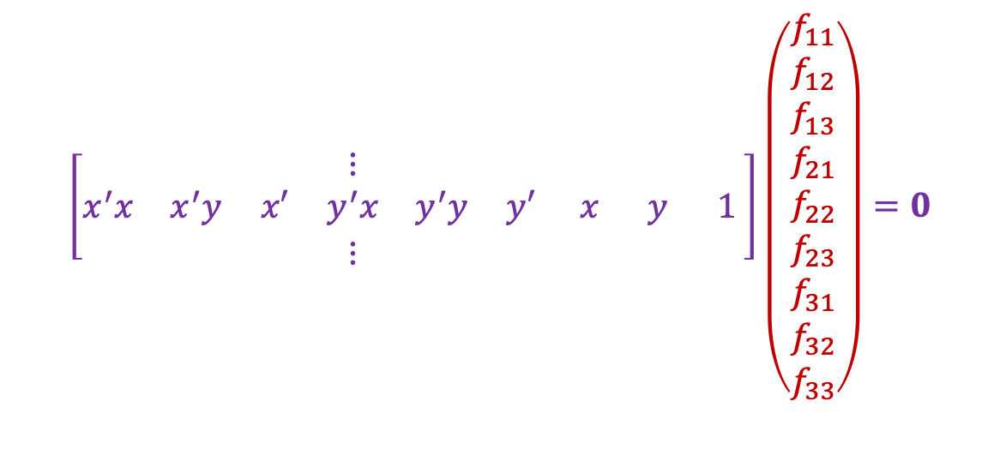 ⋮
x′x x′y x′ y′x y′y y′ x y 1
⋮
f₁₁
f₁₂
f₁₃
f₂₁
f₂₂
f₂₃
f₃₁
f₃₂
f₃₃
= 0